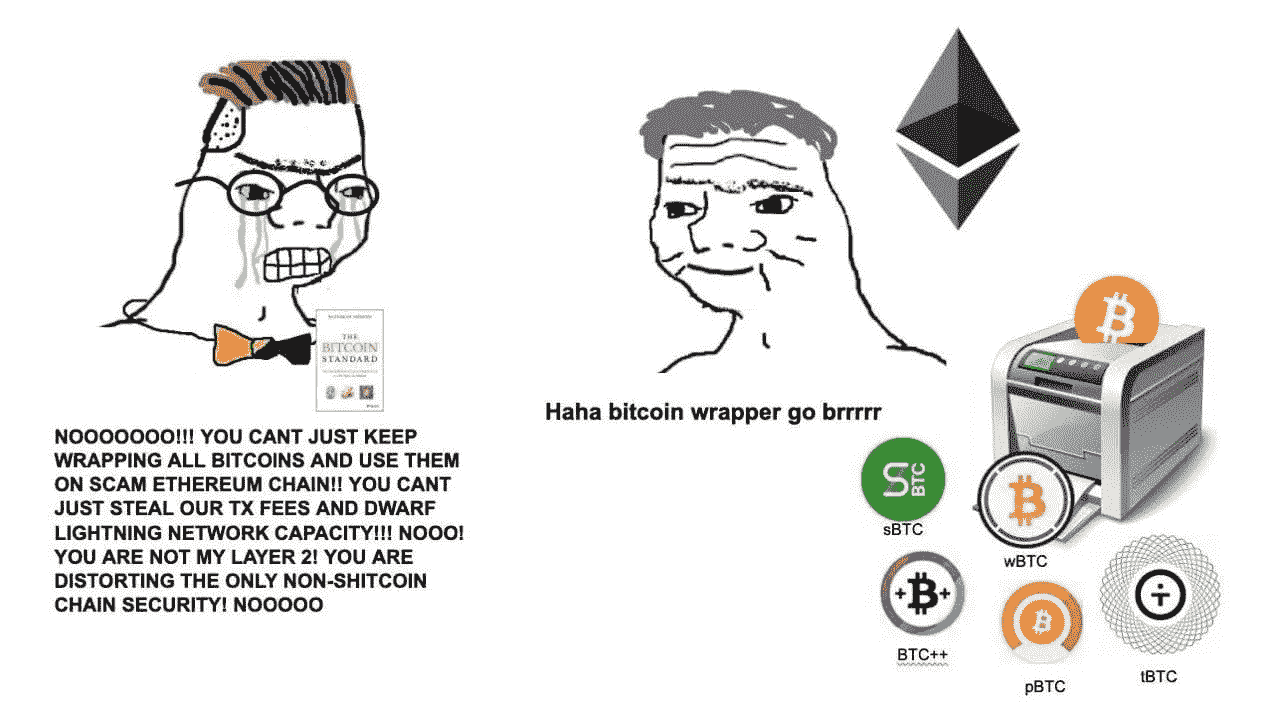 THE
BITCOIN
STANDARD
NOOOOOOO!!! YOU CANT JUST KEEP
WRAPPING ALL BITCOINS AND USE THEM
ON SCAM ETHEREUM CHAIN!! YOU CANT
JUST STEAL OUR TX FEES AND DWARF
LIGHTNING NETWORK CAPACITY!!! NOOO!
YOU ARE NOT MY LAYER 2! YOU ARE
DISTORTING THE ONLY NON-SHITCOIN
CHAIN SECURITY! NOOOOO
Haha bitcoin wrapper go brrrrr
S BTC
sBTC
wBTC
BTC++
pBTC
tBTC